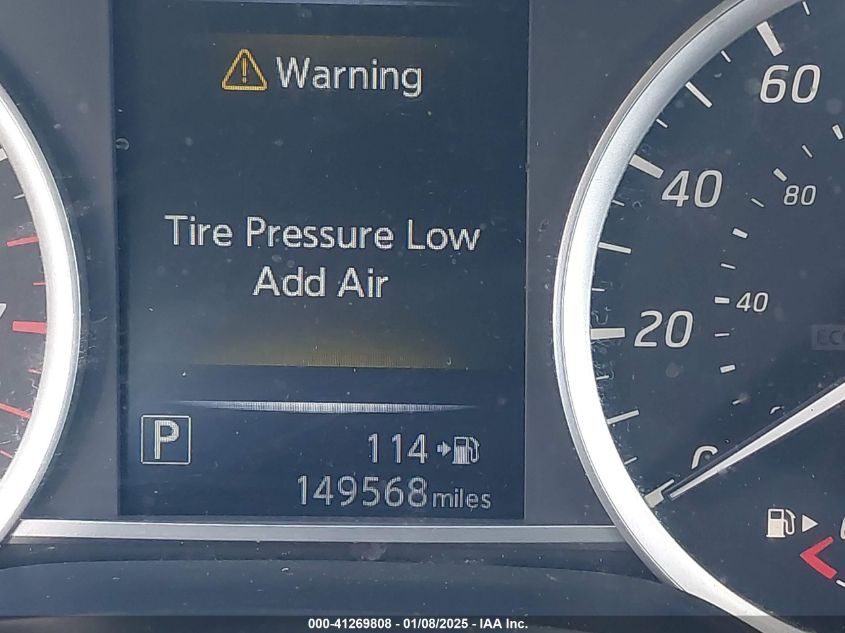 Warning
60
80
40
Tire Pressure Low
Add Air
40
20
P
114
0
149568 miles
000-41269808 - 01/08/2025 - IAA Inc.